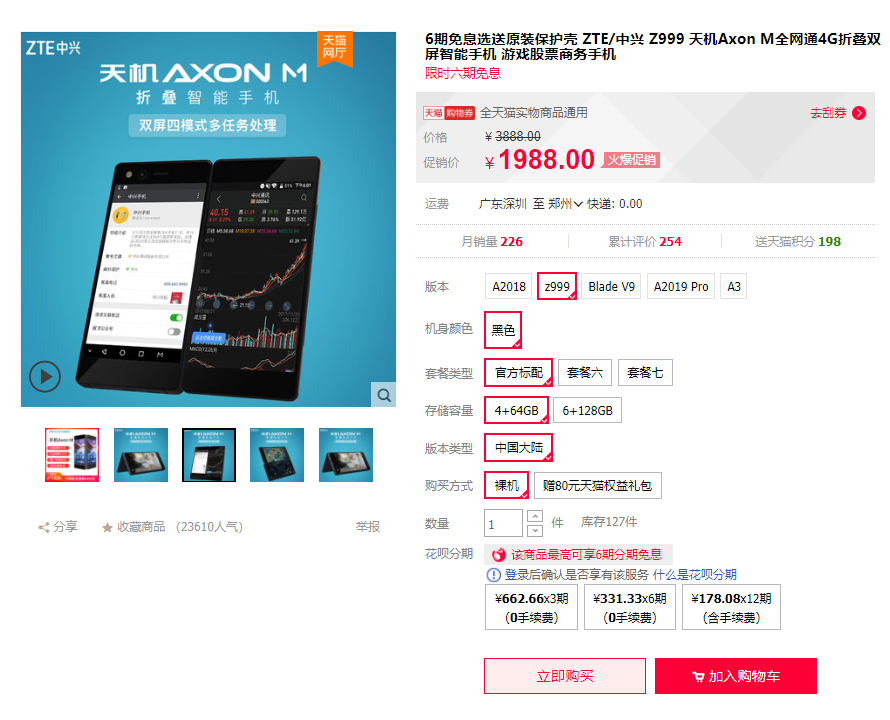 ZTE中兴
天猫
网厅
天机 AXON M
折叠智能手机
双屏四模式多任务处理
分享
收藏商品
(23610人气)
举报
6期免息选送原装保护壳 ZTE/中兴 Z999 天机Axon M全网通4G折叠双
屏智能手机 游戏股票商务手机
限时六期免息
天猫 购物券 全天猫实物商品通用 去刮券
价格 ¥ 3888.00
促销价 ¥ 1988.00 火爆促销
运费 广东深圳 至 郑州 快递: 0.00
月销量 226 累计评价 254 送天猫积分 198
版本 A2018 z999 Blade V9 A2019 Pro A3
机身颜色 黑色
套餐类型 官方标配 套餐六 套餐七
存储容量 4+64GB 6+128GB
版本类型 中国大陆
购买方式 裸机 赠80元天猫权益礼包
数量 1 件 库存127件
花呗分期 该商品最高可享6期分期免息
登录后确认是否享有该服务 什么是花呗分期
¥662.66x3期 ¥331.33x6期 ¥178.08x12期
(0手续费) (0手续费) (含手续费)
立即购买 加入购物车